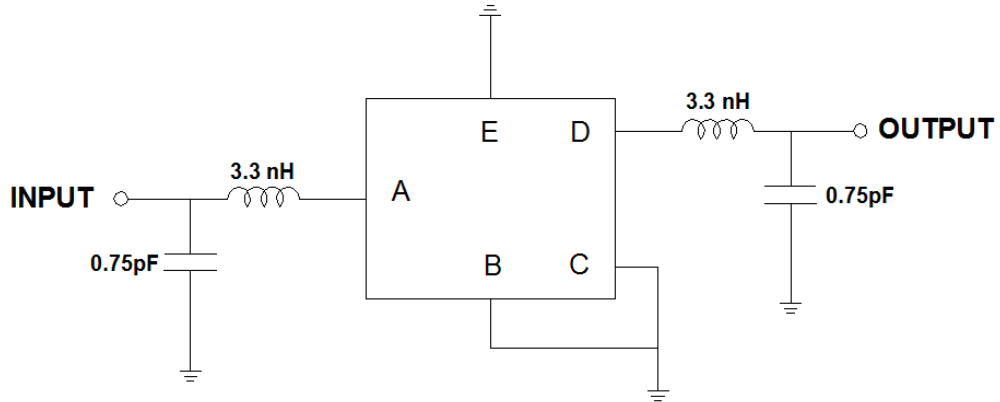 3.3 nH
E
D
OUTPUT
3.3 nH
INPUT
A
0.75pF
0.75pF
B
C